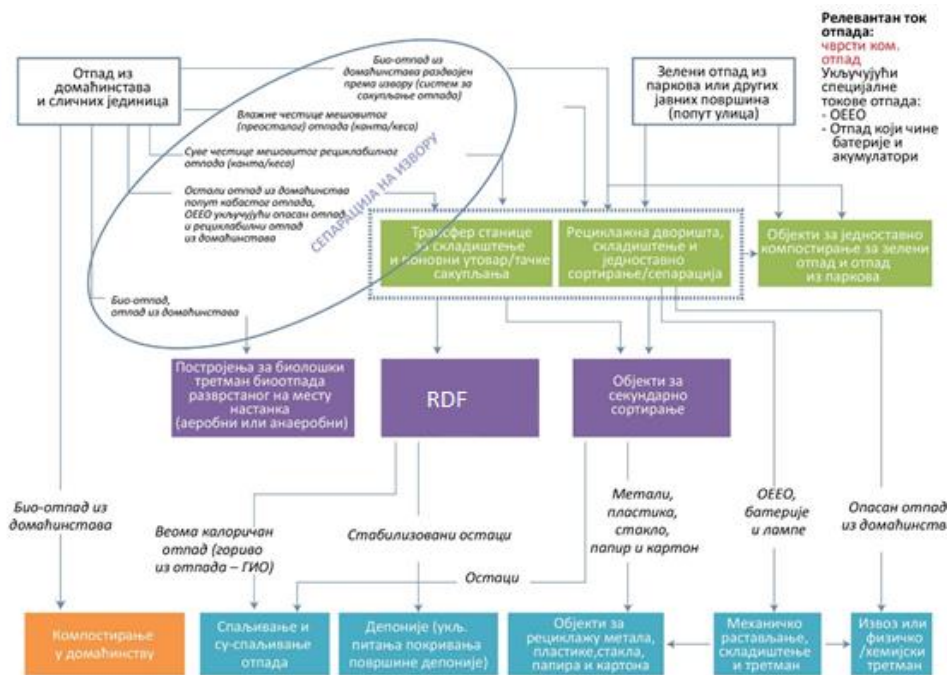 Релевантан ток
отпада:
чврсти ком.
отпад
Укључујући
специјалне
токове отпада:
- ОЕЕО
- Отпад који чине
батерије и
акумулатори
Отпад из
домаћинстава
и сличних јединица
Био-отпад из
домаћинстава раздвојен
према извору (систем за
сакупљање отпада)
Зелени отпад из
паркова или других
јавних површина
(попут улица)
Влажне честице мешовитог
(преосталог) отпада (канта/кеса)
Суве честице мешовитог рециклабилног
отпада (канта/кеса)
Остали отпад из домаћинства
попут кабастог отпада,
ОЕЕО укључујући опасан отпад
и рециклабилни отпад
из домаћинстава
СЕПАРАЦИЈА НА ИЗВОРУ
Трансфер станице
за складиштење
и поновни утовар/тачке
сакупљања
Рециклажна дворишта,
складиштење и
једноставно
сортирање/сепарација
Објекти за једноставно
компостирање за зелени
отпад и отпад
из паркова
Био-отпад,
отпад из домаћинстава
Постројења за биолошки
третман биоотпада
разврстаног на месту
настанка
(аеробни или анаеробни)
RDF
Објекти за
секундарно
сортирање
Био-отпад из
домаћинстава
Веома калоричан
отпад (гориво
из отпада – ГИО)
Стабилизовани остаци
Остаци
Метали,
пластика,
стакло,
папир и картон
ОЕЕО,
батерије
и лампе
Опасан отпад
из домаћинств
Компостирање
у домаћинству
Спаљивање и
су-спаљивање
отпада
Депоније (укљ.
питања покривања
површине депоније)
Објекти за
рециклажу метала,
пластике,стакла,
папира и картона
Механичко
растављање,
складиштење
и третман
Извоз или
физичко
/хемијски
третман